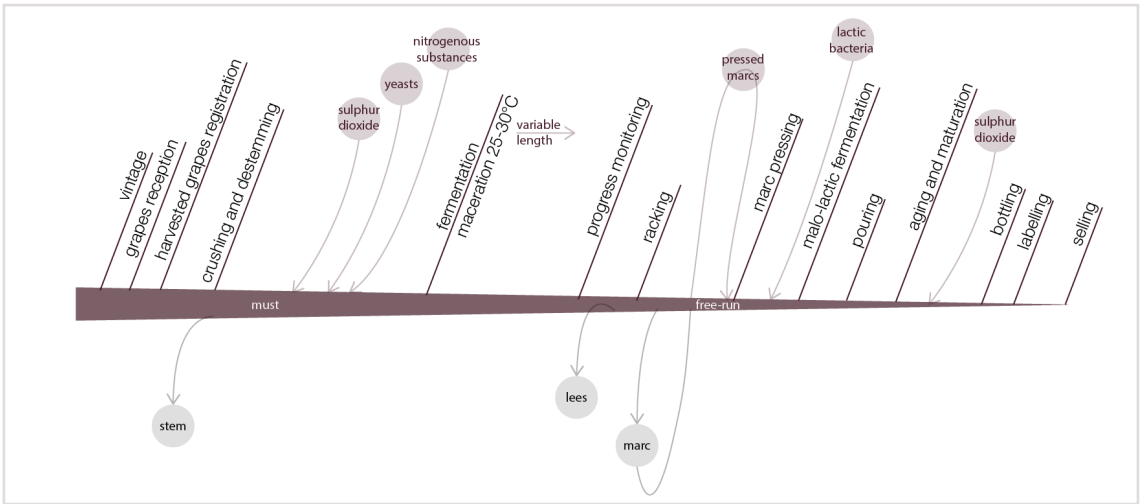 vintage
grapes reception
harvested grapes registration
crushing and destemming
sulphur
dioxide
yeasts
nitrogenous
substances
fermentation
maceration 25-30°C
variable
length
progress monitoring
racking
pressed
marcs
marc pressing
lactic
bacteria
malo-lactic fermentation
pouring
aging and maturation
sulphur
dioxide
bottling
labelling
selling
must
free-run
stem
lees
marc